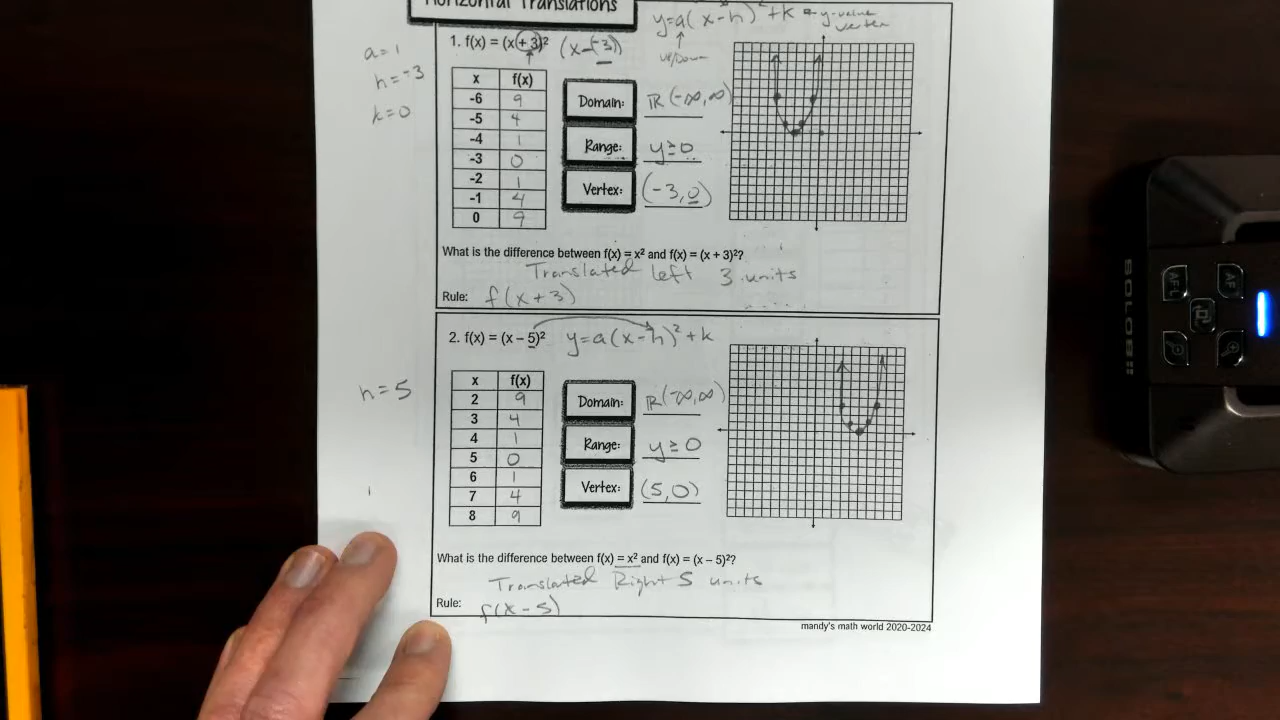 Horizontal Translations
y=a(x-h)²+k ← y-value vertex
↑
UP/Down
a=1
h=-3
k=0
1. f(x) = (x + 3)² (x-(-3))
x f(x)
-6 9
-5 4
-4 1
-3 0
-2 1
-1 4
0 9
Domain: ℝ (-∞,∞)
Range: y≥0
Vertex: (-3,0)
What is the difference between f(x) = x² and f(x) = (x + 3)²?
Translated left 3 units
Rule: f(x+3)
2. f(x) = (x – 5)² y=a(x-h)²+k
h=5
x f(x)
2 9
3 4
4 1
5 0
6 1
7 4
8 9
Domain: ℝ(-∞,∞)
Range: y≥0
Vertex: (5,0)
What is the difference between f(x) = x² and f(x) = (x – 5)²?
Translated Right 5 units
Rule: f(x-5)
mandy's math world 2020-2024
AFL
AF